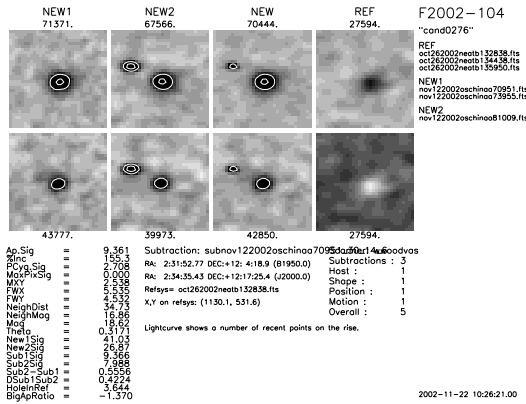 NEW1 NEW2 NEW REF
71371. 67566. 70444. 27594.
F2002-104
"cand0276"
REF
oct262002neatb132838.fts
oct262002neatb134438.fts
oct262002neatb135950.fts
NEW1
nov122002oschinaa70951.fts
nov122002oschinaa73955.fts
NEW2
nov122002oschinaa81009.fts
43777. 39973. 42850. 27594.
Ap.Sig = 9.361
%Inc = 155.3
PCyg.Sig = 2.708
MaxPixSig = 0.000
MXY = 2.538
FWX = 5.535
FWY = 4.532
NeighDist = 34.73
NeighMag = 16.86
Mag = 18.62
Theta = 0.3171
New1Sig = 41.03
New2Sig = 26.87
Sub1Sig = 9.366
Sub2Sig = 7.988
Sub2-Sub1 = 0.5556
DSub1Sub2 = 0.4224
HoleInRef = 3.644
BigApRatio = -1.370
Subtraction: subnov122002oschinaa70951
RA: 2:31:52.77 DEC:+12: 4:18.9 (B1950.0)
RA: 2:34:35.43 DEC:+12:17:25.4 (J2000.0)
Refsys= oct262002neatb132838.fts
X,Y on refsys: (1130.1, 531.6)
Lightcurve shows a number of recent points on the rise.
Subtractions : 3
Host : 1
Shape : 1
Position : 1
Motion : 1
Overall : 5
2002-11-22 10:26:21.00